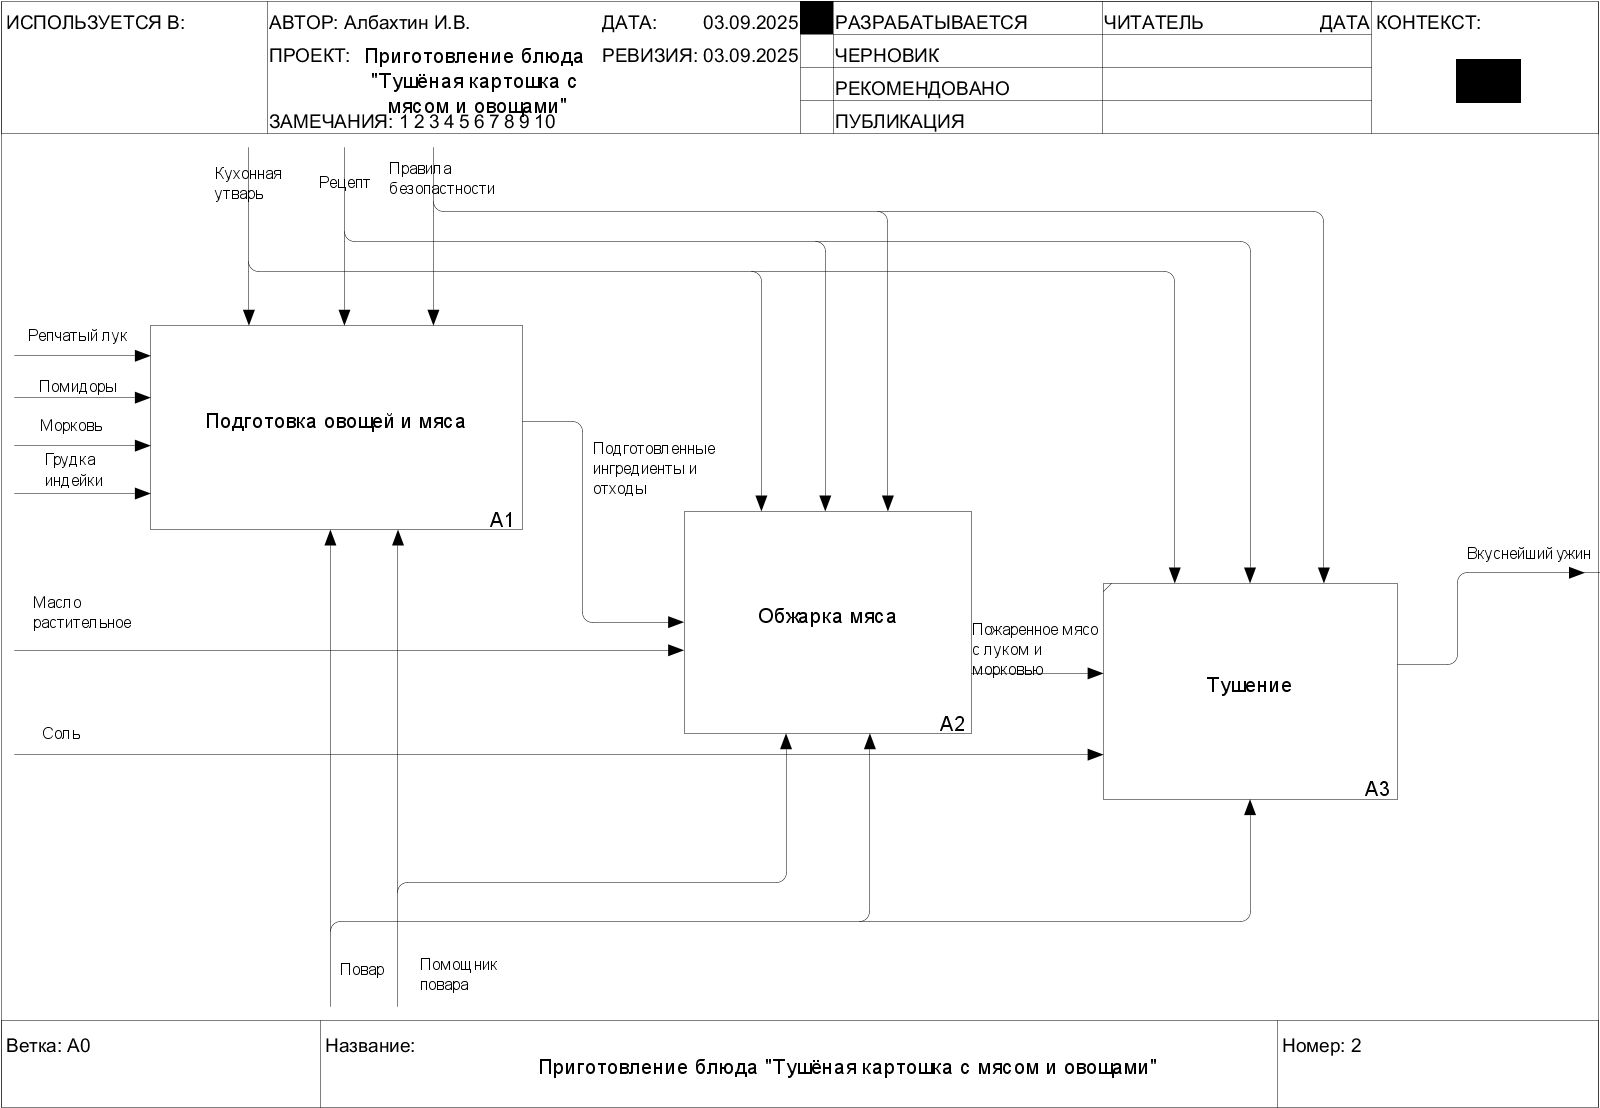 ИСПОЛЬЗУЕТСЯ В:
АВТОР: Албахтин И.В.
ДАТА: 03.09.2025
РАЗРАБАТЫВАЕТСЯ
ЧИТАТЕЛЬ
ДАТА
КОНТЕКСТ:
ПРОЕКТ: Приготовление блюда
"Тушёная картошка с
мясом и овощами"
РЕВИЗИЯ: 03.09.2025
ЧЕРНОВИК
РЕКОМЕНДОВАНО
ЗАМЕЧАНИЯ: 1 2 3 4 5 6 7 8 9 10
ПУБЛИКАЦИЯ
Кухонная
утварь
Рецепт
Правила
безопастности
Репчатый лук
Помидоры
Морковь
Грудка
индейки
Подготовка овощей и мяса
A1
Подготовленные
ингредиенты и
отходы
Масло
растительное
Обжарка мяса
A2
Пожаренное мясо
с луком и
морковью
Вкуснейший ужин
Тушение
A3
Соль
Повар
Помощник
повара
Ветка: A0
Название:
Приготовление блюда "Тушёная картошка с мясом и овощами"
Номер: 2